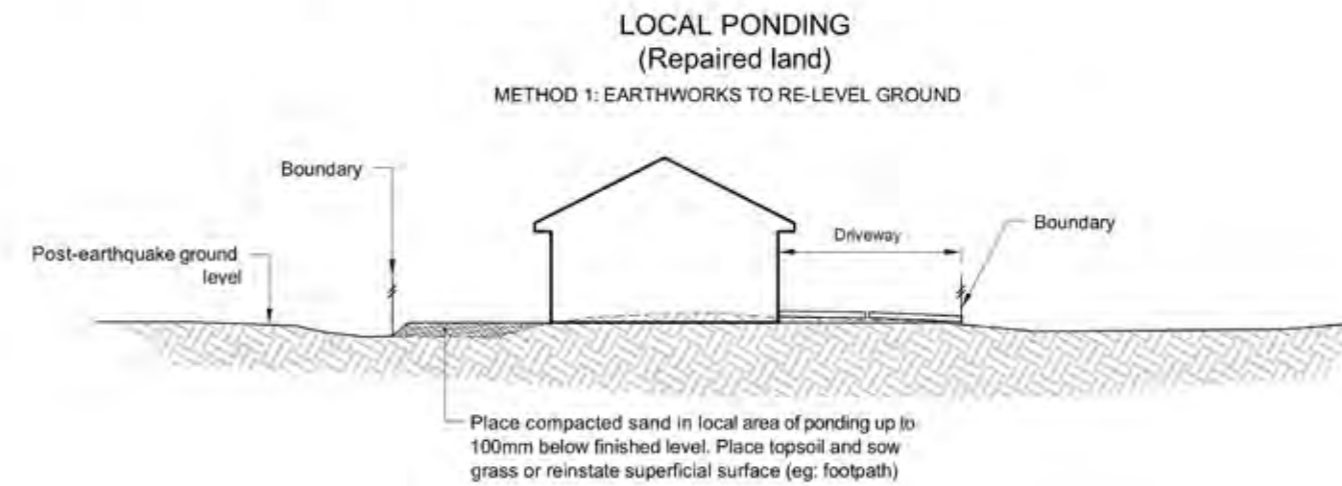 LOCAL PONDING
(Repaired land)
METHOD 1: EARTHWORKS TO RE-LEVEL GROUND
Boundary
Driveway
Boundary
Post-earthquake ground
level
Place compacted sand in local area of ponding up to
100mm below finished level. Place topsoil and sow
grass or reinstate superficial surface (eg: footpath)